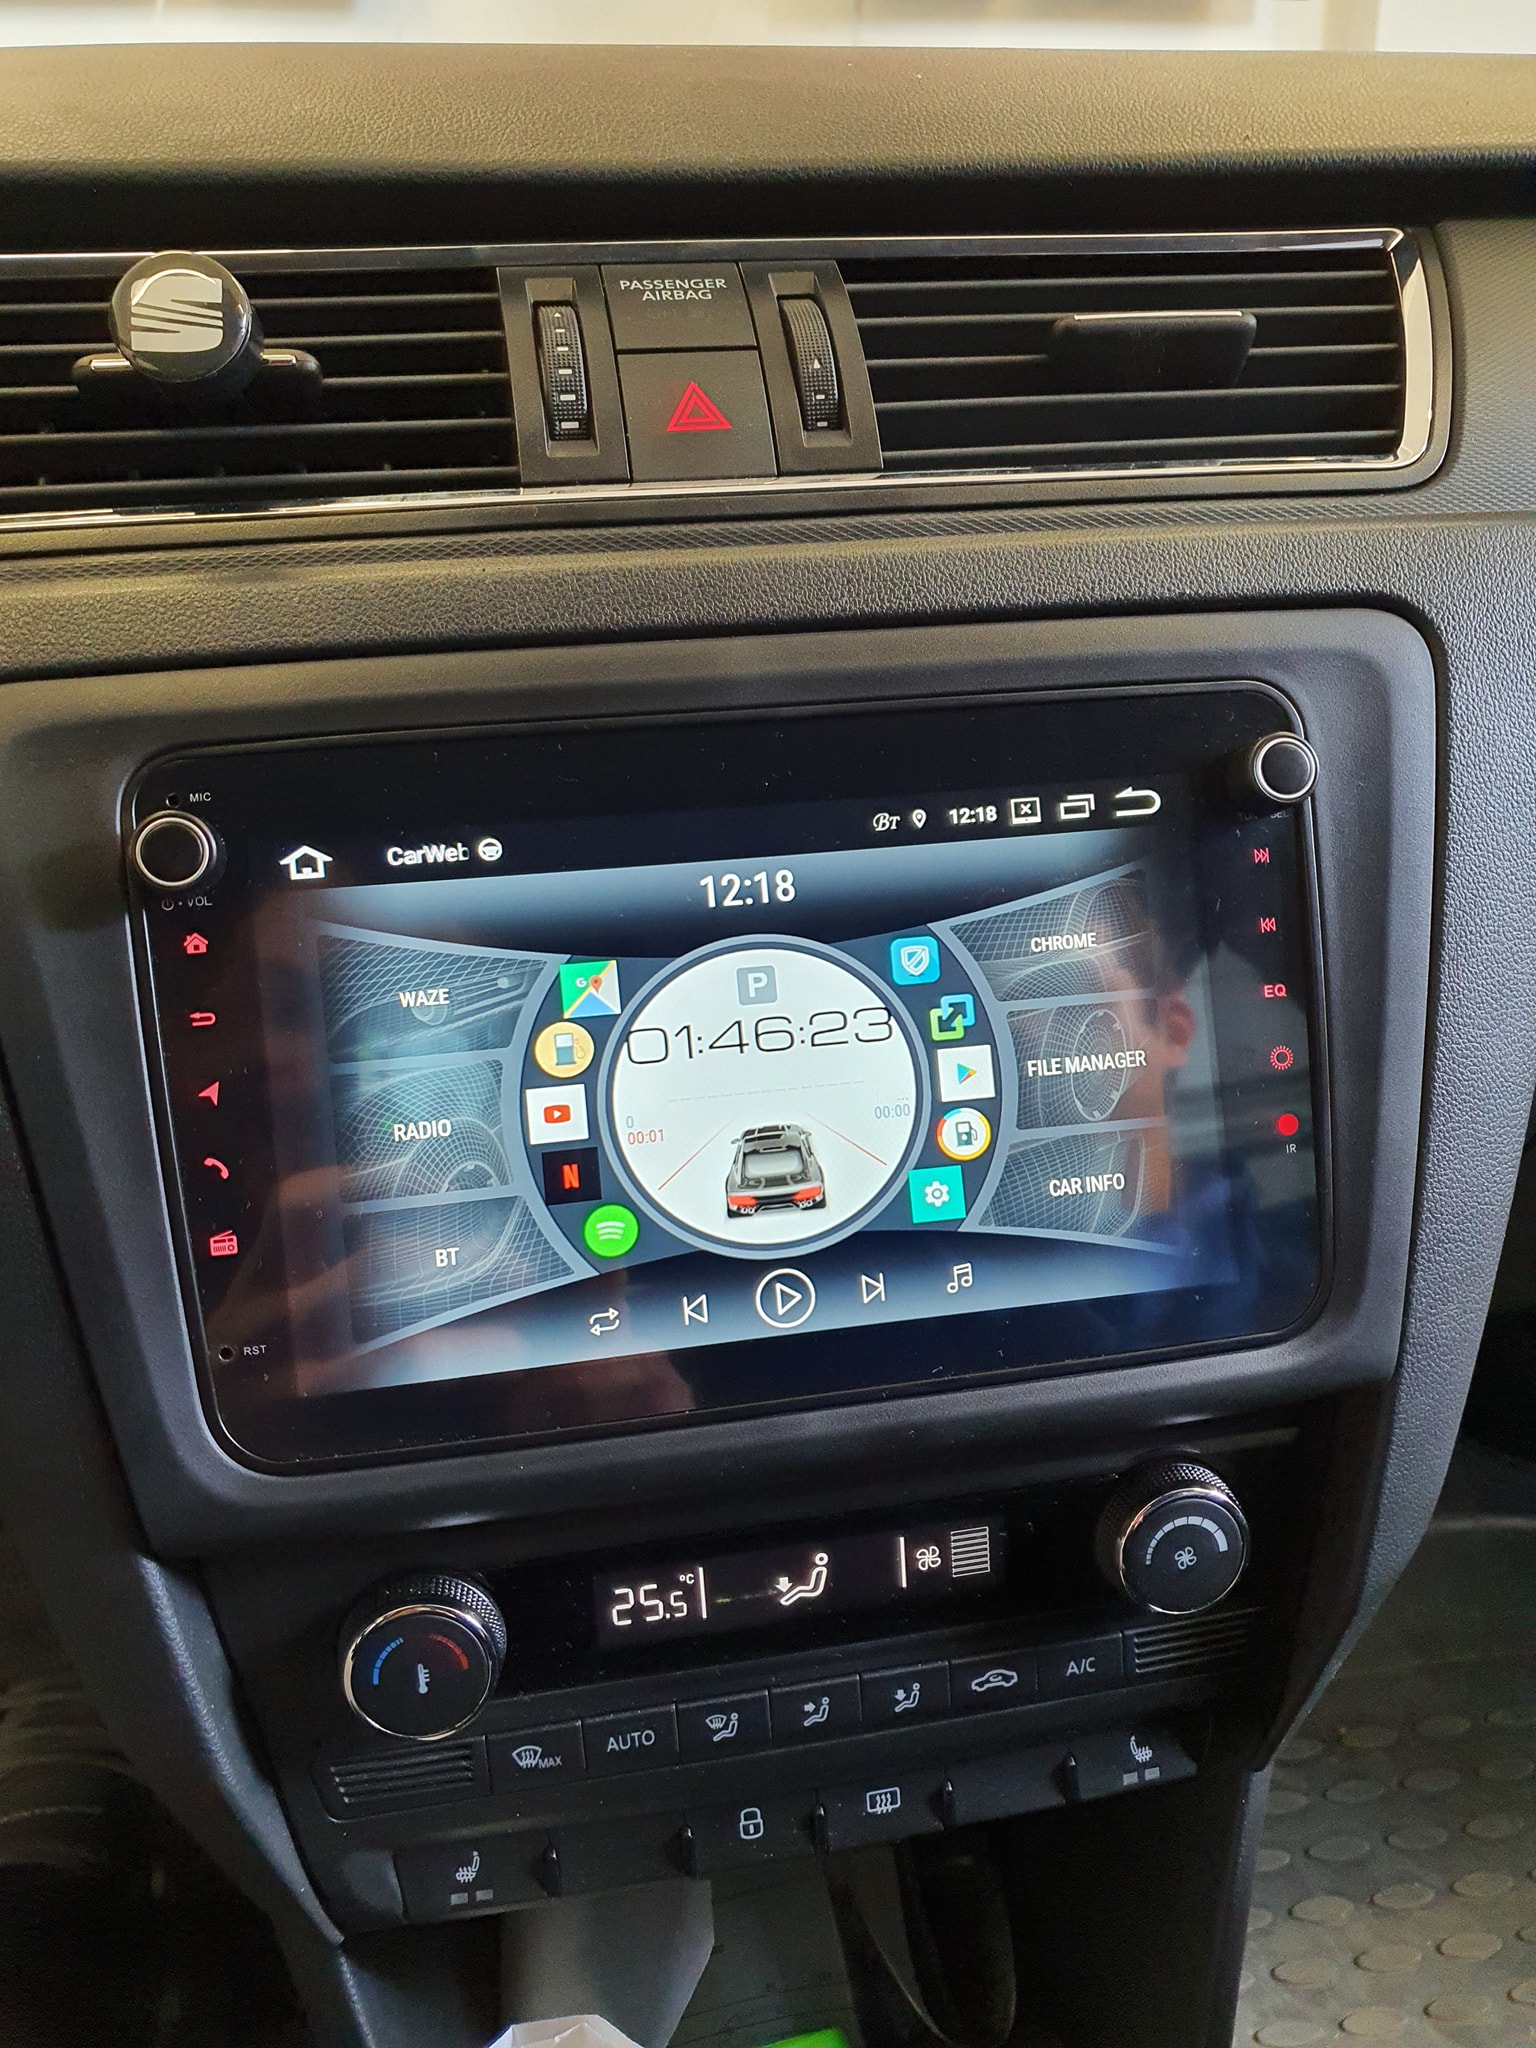 PASSENGER
AIRBAG
MIC
VOL
CarWeb
BT 12:18
12:18
WAZE
RADIO
BT
P
01:46:23
0
00:01
...
00:00
G
N
CHROME
FILE MANAGER
CAR INFO
EQ
IR
RST
25.5°C
MAX
AUTO
A/C